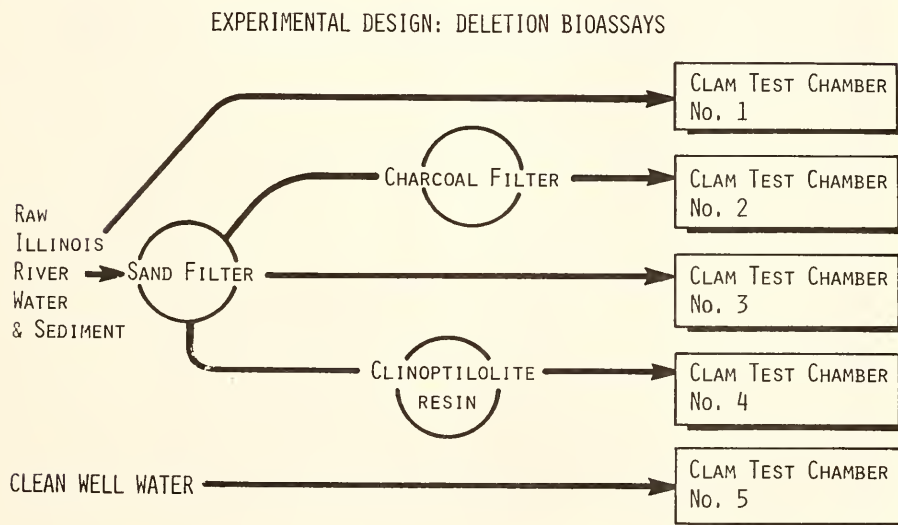 EXPERIMENTAL DESIGN: DELETION BIOASSAYS
CLAM TEST CHAMBER
No. 1
CHARCOAL FILTER
CLAM TEST CHAMBER
No. 2
RAW
ILLINOIS
RIVER
WATER
& SEDIMENT
SAND FILTER
CLAM TEST CHAMBER
No. 3
CLINOPTILOLITE
RESIN
CLAM TEST CHAMBER
No. 4
CLEAN WELL WATER
CLAM TEST CHAMBER
No. 5